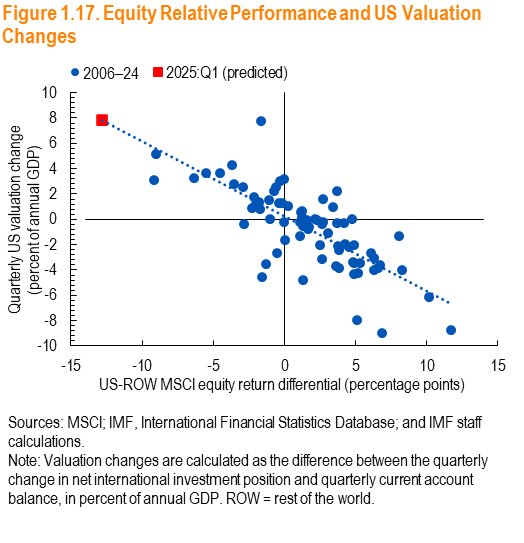 Figure 1.17. Equity Relative Performance and US Valuation
Changes
2006–24
2025:Q1 (predicted)
Quarterly US valuation change
(percent of annual GDP)
10
8
6
4
2
0
-2
-4
-6
-8
-10
-15
-10
-5
0
5
10
15
US-ROW MSCI equity return differential (percentage points)
Sources: MSCI; IMF, International Financial Statistics Database; and IMF staff
calculations.
Note: Valuation changes are calculated as the difference between the quarterly
change in net international investment position and quarterly current account
balance, in percent of annual GDP. ROW = rest of the world.